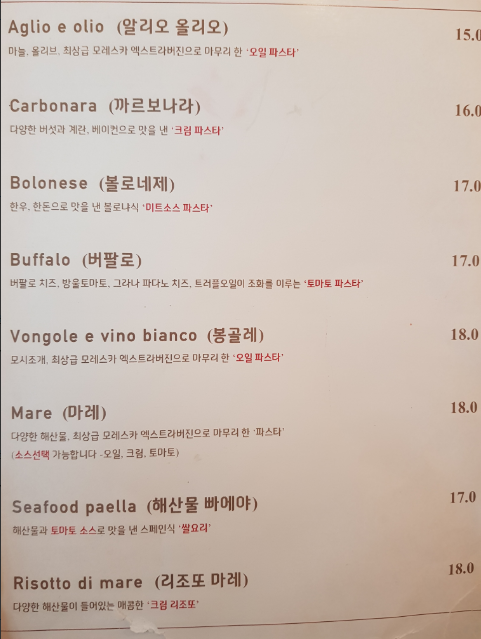 Aglio e olio (알리오 올리오) 15.0
마늘, 올리브, 최상급 모레스카 엑스트라버진으로 마무리 한 '오일 파스타'
Carbonara (까르보나라) 16.0
다양한 버섯과 계란, 베이컨으로 맛을 낸 '크림 파스타'
Bolonese (볼로네제) 17.0
한우, 한돈으로 맛을 낸 볼로냐식 '미트소스 파스타'
Buffalo (버팔로) 17.0
버팔로 치즈, 방울토마토, 그라나 파다노 치즈, 트러플오일이 조화를 이루는 '토마토 파스타'
Vongole e vino bianco (봉골레) 18.0
모시조개, 최상급 모레스카 엑스트라버진으로 마무리 한 '오일 파스타'
Mare (마레) 18.0
다양한 해산물, 최상급 모레스카 엑스트라버진으로 마무리 한 '파스타'
(소스선택 가능합니다 -오일, 크림, 토마토)
Seafood paella (해산물 빠에야) 17.0
해산물과 토마토 소스로 맛을 낸 스페인식 '쌀요리'
Risotto di mare (리조또 마레) 18.0
다양한 해산물이 들어있는 매콤한 '크림 리조또'